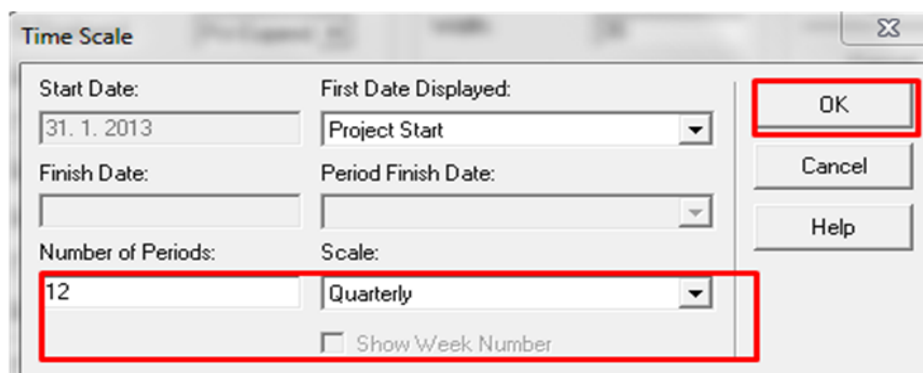 Time Scale
Start Date: First Date Displayed:
31. 1. 2013 Project Start
OK
Finish Date: Period Finish Date:
Cancel
Number of Periods: Scale:
Help
12 Quarterly
Show Week Number